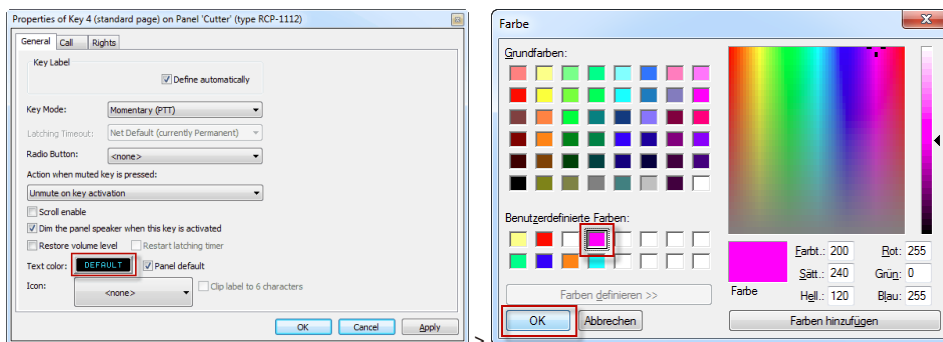 Properties of Key 4 (standard page) on Panel 'Cutter' (type RCP-1112)
General Call Rights
Key Label
Define automatically
Key Mode: Momentary (PTT)
Latching Timeout: Net Default (currently Permanent)
Radio Button: <none>
Action when muted key is pressed:
Unmute on key activation
Scroll enable
Dim the panel speaker when this key is activated
Restore volume level Restart latching timer
Text color: DEFAULT Panel default
Icon: <none> Clip label to 6 characters
OK Cancel Apply
>
Farbe
Grundfarben:
Benutzerdefinierte Farben:
Farben definieren >>
OK Abbrechen
Farbe
Farbt.: 200 Rot: 255
Sätt.: 240 Grün: 0
Hell.: 120 Blau: 255
Farben hinzufügen